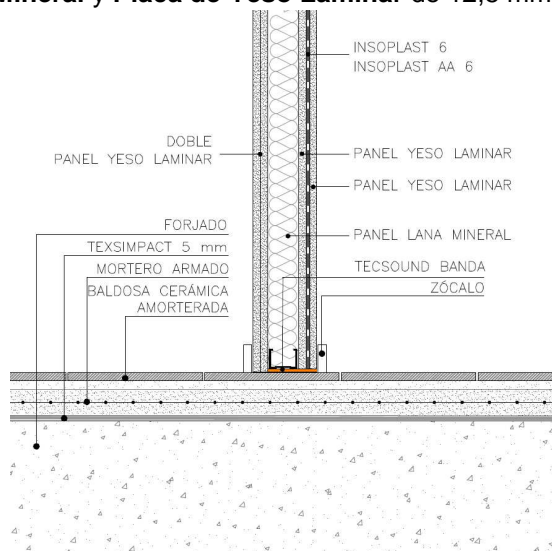 Mineral y Placa de Yeso Laminar de 12,5 mm
INSOPLAST 6
INSOPLAST AA 6
DOBLE
PANEL YESO LAMINAR
PANEL YESO LAMINAR
PANEL YESO LAMINAR
PANEL LANA MINERAL
TECSOUND BANDA
ZÓCALO
FORJADO
TEXSIMPACT 5 mm
MORTERO ARMADO
BALDOSA CERÁMICA
AMORTERADA